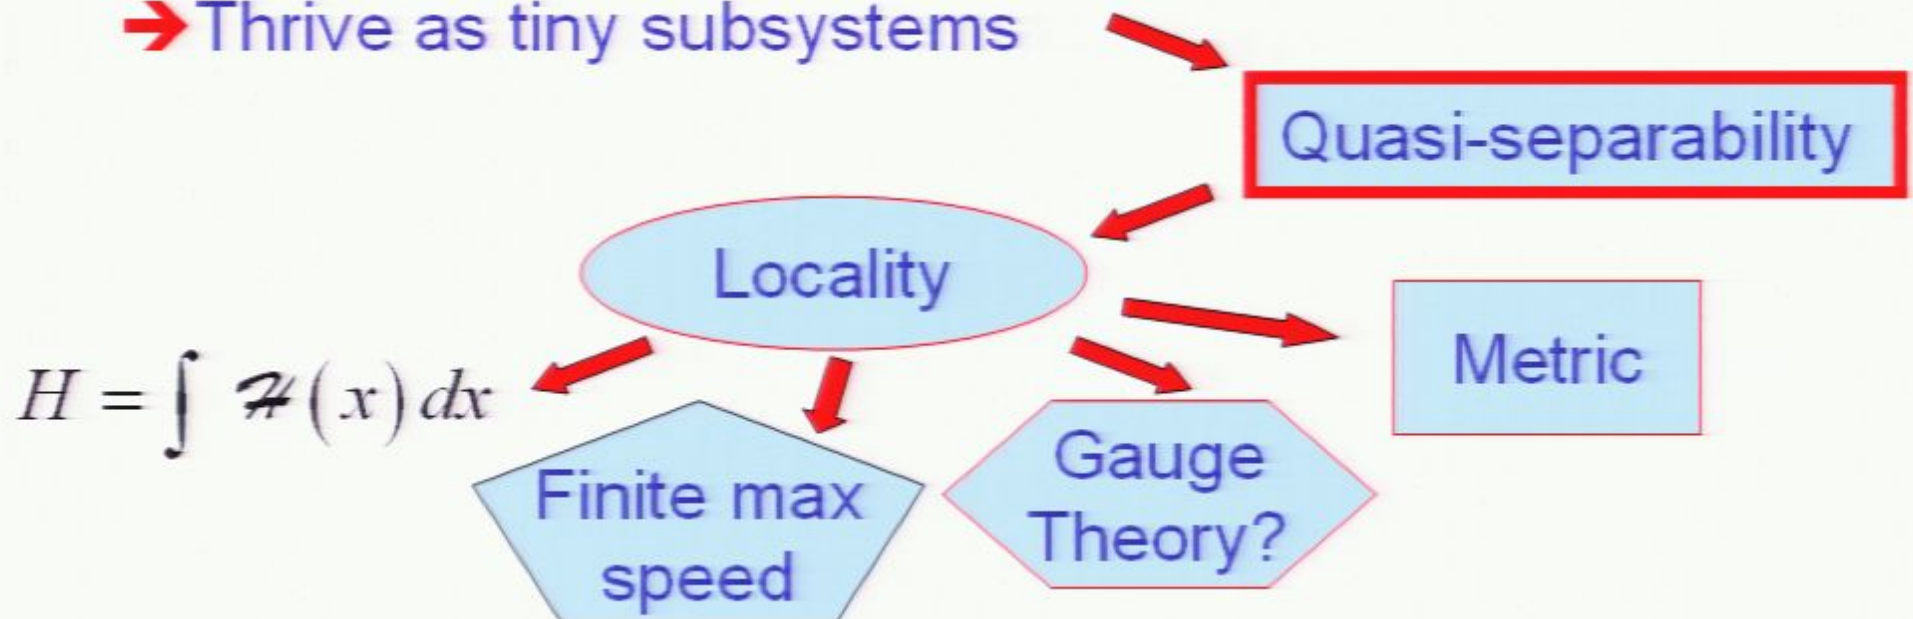 ➔Thrive as tiny subsystems
Quasi-separability
Locality
Metric
H = ∫ ℋ(x)dx
Gauge
Theory?
Finite max
speed